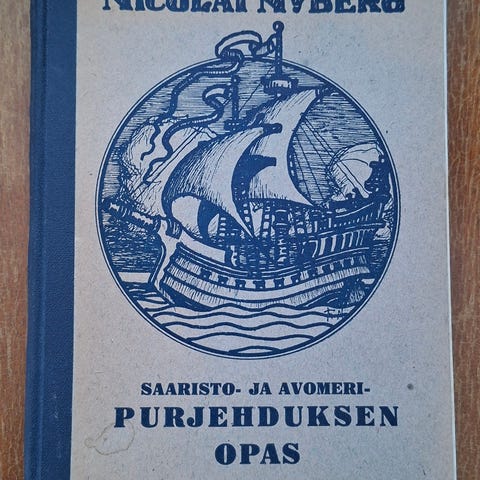 NICOLAI NYBERG
SAARISTO- JA AVOMERI-
PURJEHDUKSEN
OPAS